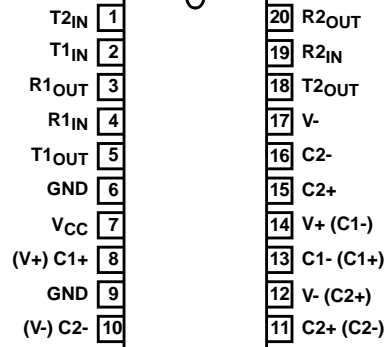 T2IN 1 20 R2OUT
T1IN 2 19 R2IN
R1OUT 3 18 T2OUT
R1IN 4 17 V-
T1OUT 5 16 C2-
GND 6 15 C2+
VCC 7 14 V+ (C1-)
(V+) C1+ 8 13 C1- (C1+)
GND 9 12 V- (C2+)
(V-) C2- 10 11 C2+ (C2-)